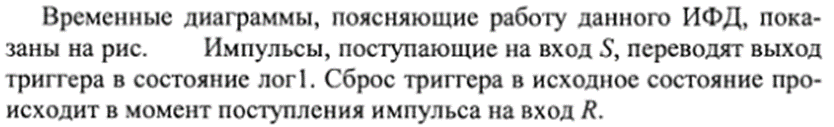 Временные диаграммы, поясняющие работу данного ИФД, пока-
заны на рис. Импульсы, поступающие на вход S, переводят выход
триггера в состояние лог1. Сброс триггера в исходное состояние про-
исходит в момент поступления импульса на вход R.